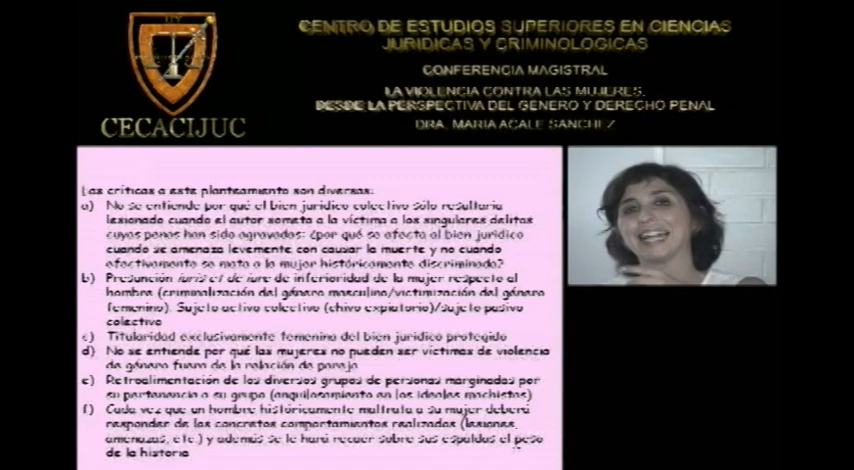 CENTRO DE ESTUDIOS SUPERIORES EN CIENCIAS
JURIDICAS Y CRIMINOLOGICAS
CONFERENCIA MAGISTRAL
LA VIOLENCIA CONTRA LAS MUJERES,
DESDE LA PERSPECTIVA DEL GENERO Y DERECHO PENAL
DRA. MARIA ACALE SANCHEZ
CECACIJUC
Las críticas a este planteamiento son diversas:
a) No se entiende por qué el bien jurídico colectivo sólo resultaría
lesionado cuando el autor someta a la víctima a los singulares delitos
cuyas penas han sido agravadas: ¿por qué se afecta al bien jurídico
cuando se amenaza levemente con causar la muerte y no cuando
efectivamente se mata a la mujer históricamente discriminada?
b) Presunción iuris et de iure de inferioridad de la mujer respecto al
hombre (criminalización del género masculino/victimización del género
femenino). Sujeto activo colectivo (chivo expiatorio)/sujeto pasivo
colectivo
c) Titularidad exclusivamente femenina del bien jurídico protegido
d) No se entiende por qué las mujeres no pueden ser víctimas de violencia
de género fuera de la relación de pareja
e) Retroalimentación de los diversos grupos de personas marginadas por
su pertenencia a su grupo (anquilosamiento en los ideales machistas)
f) Cada vez que un hombre históricamente maltrata a su mujer deberá
responder de los concretos comportamientos realizados (lesiones,
amenazas, etc.) y además se le hará recaer sobre sus espaldas el peso
de la historia